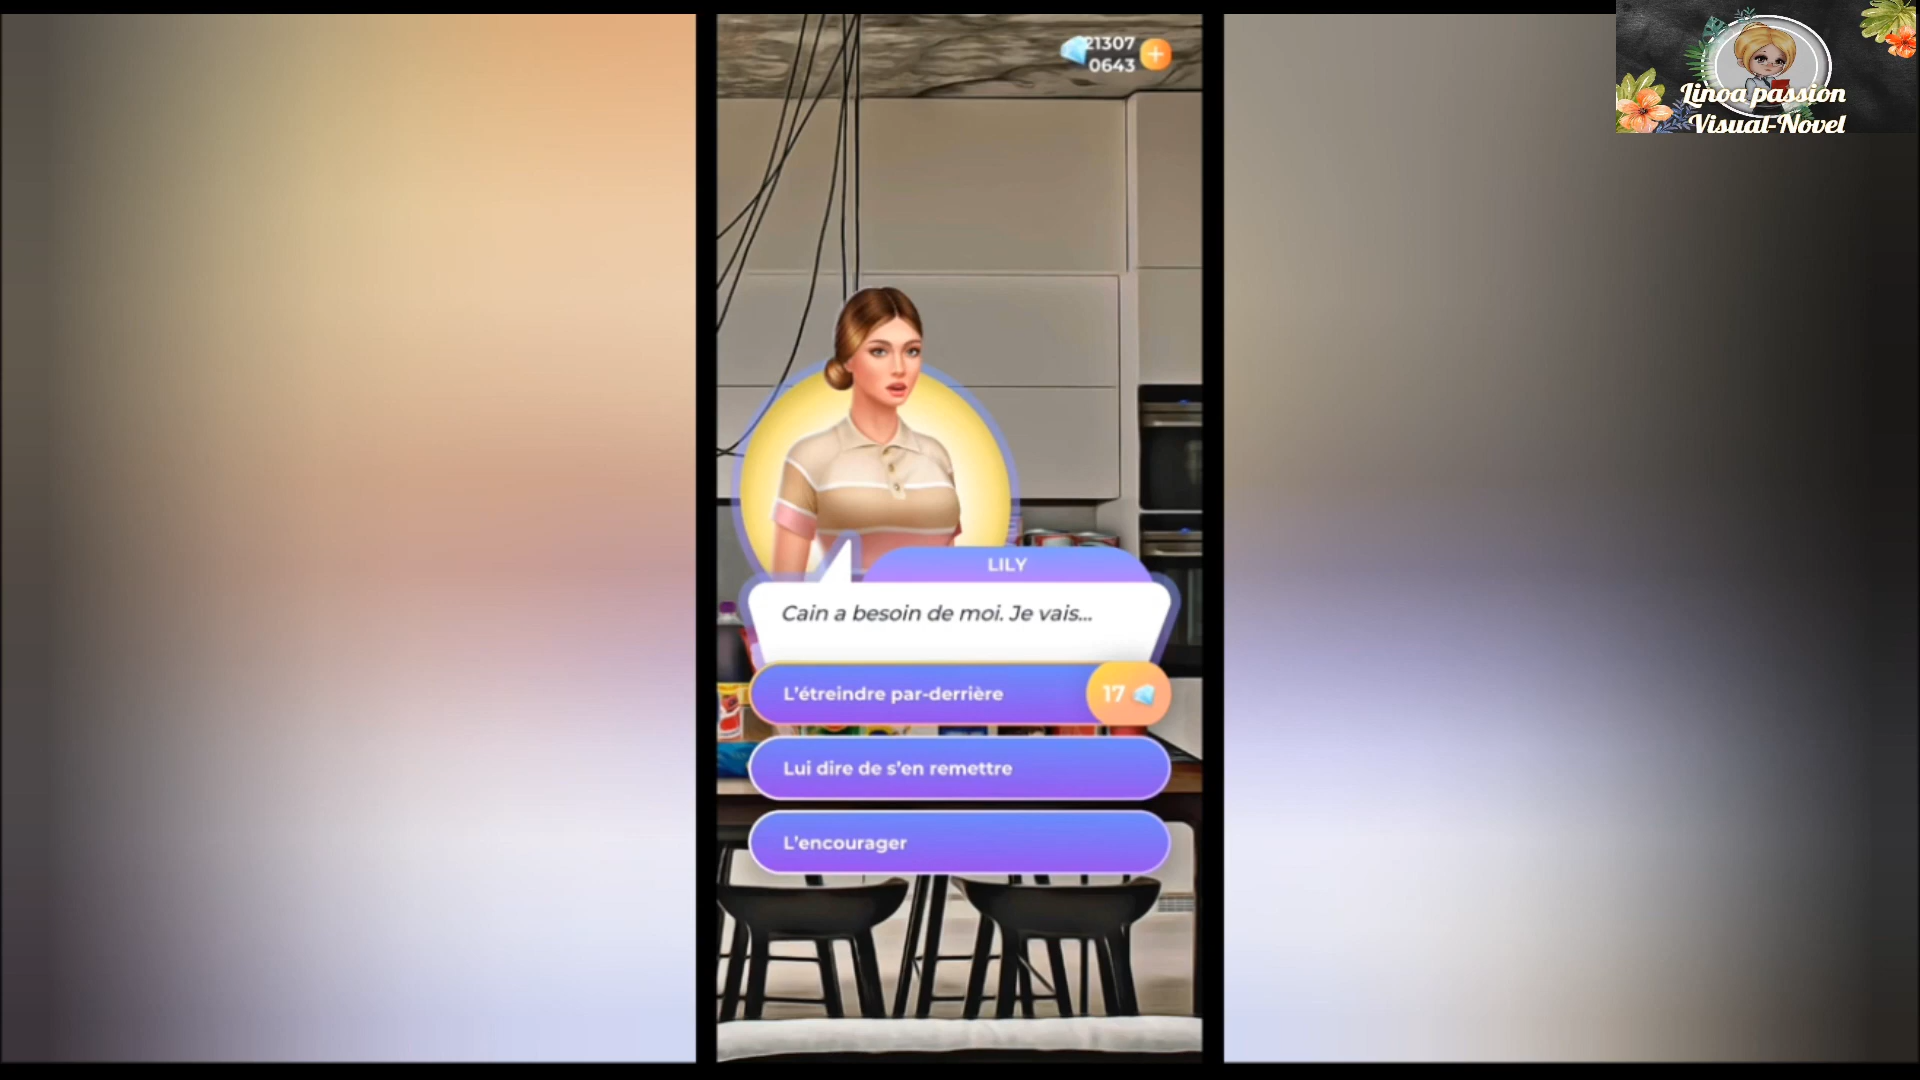 21307
0643
Linoa passion
Visual-Novel
LILY
Cain a besoin de moi. Je vais...
L'étreindre par-derrière
17
Lui dire de s'en remettre
L'encourager